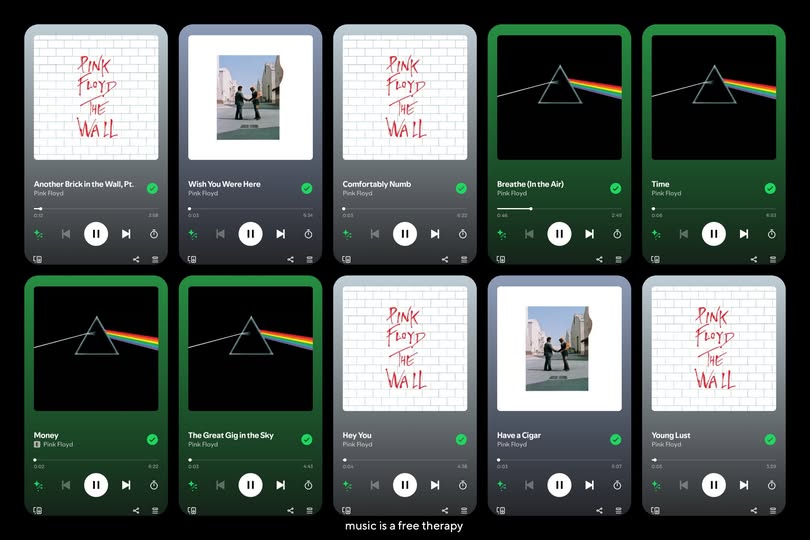 PINK
FLOYD
THE
WALL
Another Brick in the Wall, Pt.
Pink Floyd
0:12
3:58
Wish You Were Here
Pink Floyd
0:03
5:34
PINK
FLOYD
THE
WALL
Comfortably Numb
Pink Floyd
0:03
6:22
Breathe (In the Air)
Pink Floyd
0:46
2:49
Time
Pink Floyd
0:06
6:53
Money
E Pink Floyd
0:02
6:22
The Great Gig in the Sky
Pink Floyd
0:03
4:43
PINK
FLOYD
THE
WALL
Hey You
Pink Floyd
0:04
4:38
Have a Cigar
Pink Floyd
0:03
5:07
PINK
FLOYD
THE
WALL
Young Lust
Pink Floyd
0:05
music is a free therapy